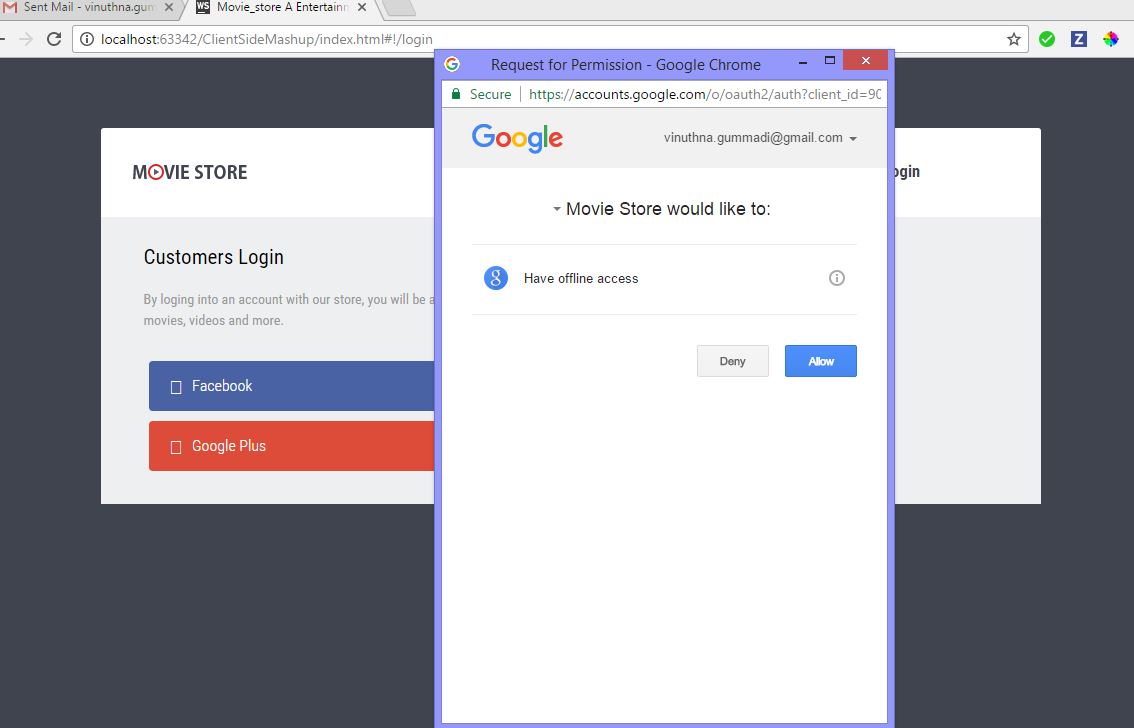 Sent Mail - vinuthna.gum
Movie_store A Entertainm
localhost:63342/ClientSideMashup/index.html#!/login
Z
WS
Request for Permission - Google Chrome
Secure | https://accounts.google.com/o/oauth2/auth?client_id=90
Google
vinuthna.gummadi@gmail.com
MOVIE STORE
ogin
Movie Store would like to:
Customers Login
g Have offline access
By loging into an account with our store, you will be a
movies, videos and more.
Deny
Allow
Facebook
Google Plus